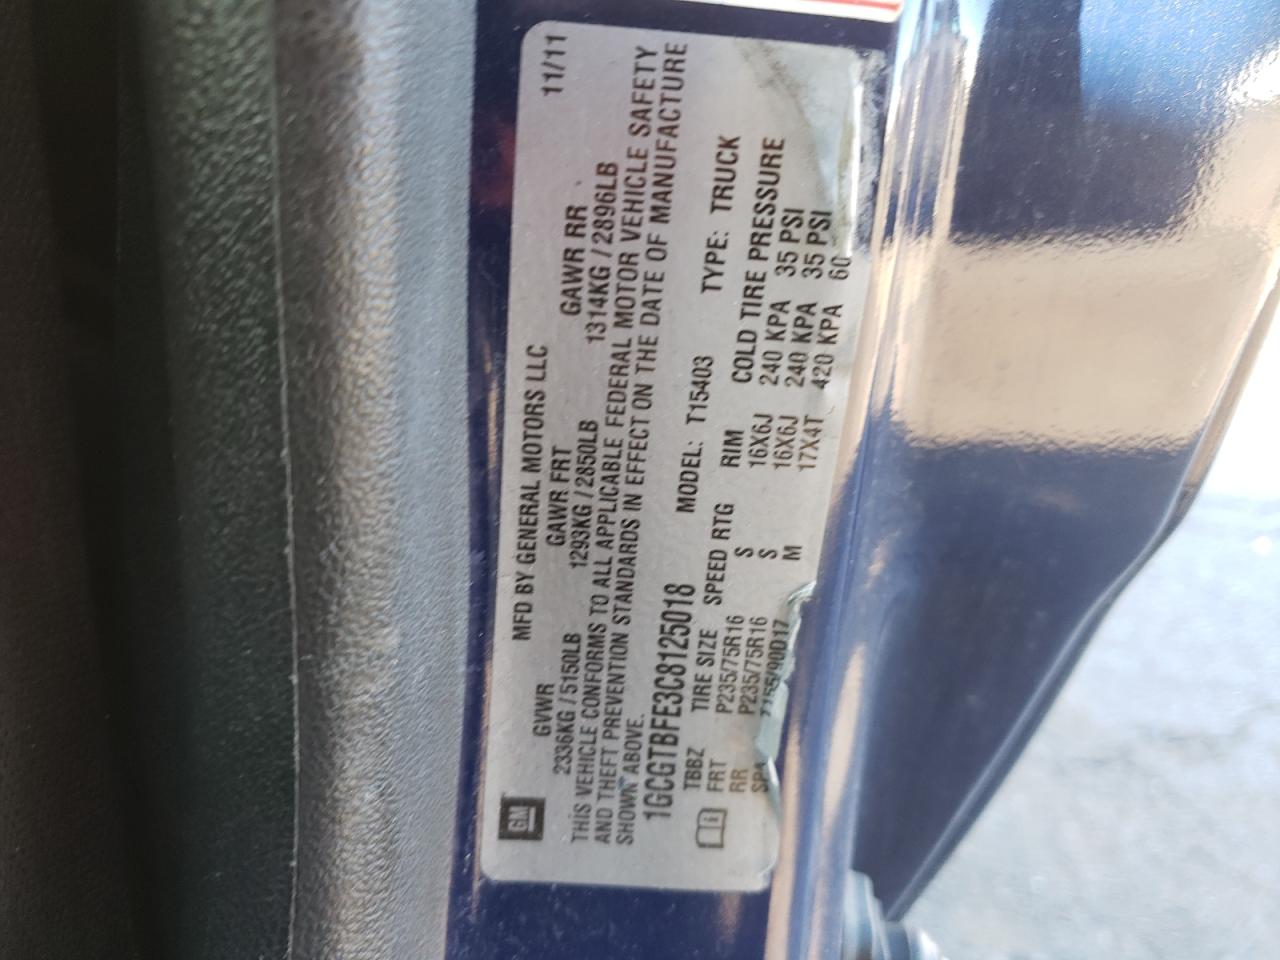 GM
MFD BY GENERAL MOTORS LLC 11/11
GVWR GAWR FRT GAWR RR
2336KG / 5150LB 1293KG / 2850LB 1314KG / 2896LB
THIS VEHICLE CONFORMS TO ALL APPLICABLE FEDERAL MOTOR VEHICLE SAFETY
AND THEFT PREVENTION STANDARDS IN EFFECT ON THE DATE OF MANUFACTURE
SHOWN ABOVE.
1GCGTBFE3C8125018 MODEL: T15403 TYPE: TRUCK
TBBZ TIRE SIZE SPEED RTG RIM COLD TIRE PRESSURE
FRT P235/75R16 S 16X6J 240 KPA 35 PSI
RR P235/75R16 S 16X6J 240 KPA 35 PSI
T155/90D17 M 17X4T 420 KPA 60